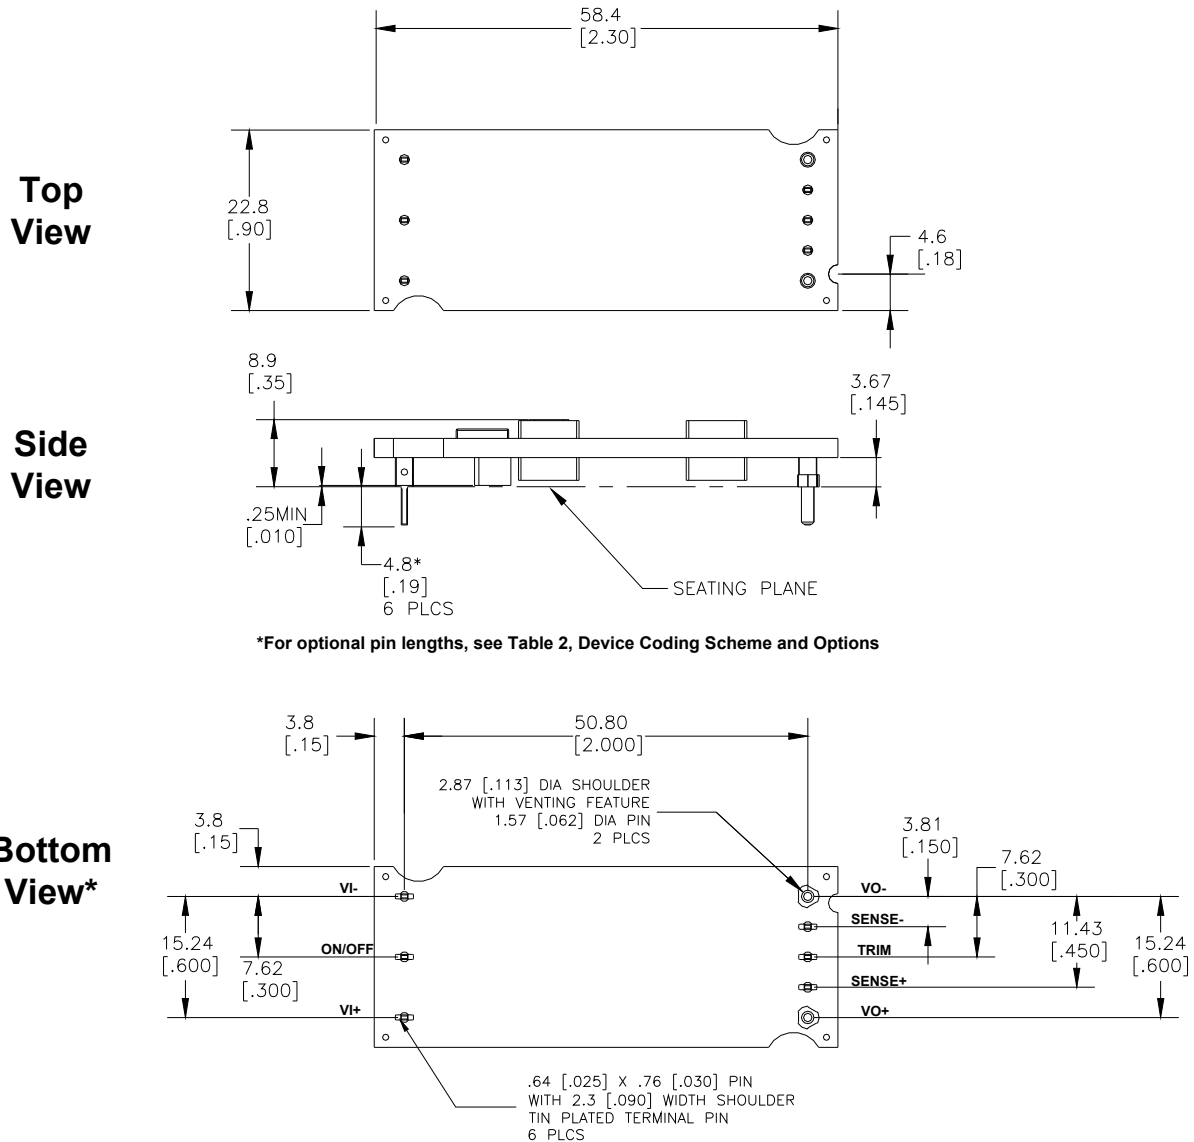 58.4
[2.30]
Top
View
22.8
[.90]
4.6
[.18]
8.9
[.35]
3.67
[.145]
Side
View
.25MIN
[.010]
4.8*
[.19]
6 PLCS
SEATING PLANE
*For optional pin lengths, see Table 2, Device Coding Scheme and Options
3.8
[.15]
50.80
[2.000]
2.87 [.113] DIA SHOULDER
WITH VENTING FEATURE
1.57 [.062] DIA PIN
2 PLCS
3.8
[.15]
3.81
[.150]
7.62
[.300]
Bottom
View*
VI-
VO-
SENSE-
15.24
[.600]
7.62
[.300]
ON/OFF
TRIM
11.43
[.450]
15.24
[.600]
SENSE+
VI+
VO+
.64 [.025] X .76 [.030] PIN
WITH 2.3 [.090] WIDTH SHOULDER
TIN PLATED TERMINAL PIN
6 PLCS